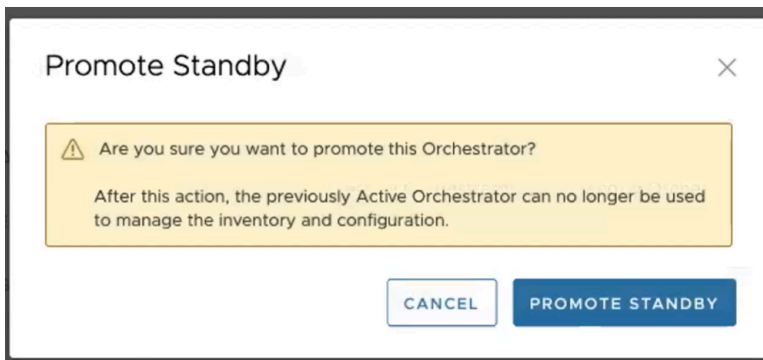 Promote Standby
Are you sure you want to promote this Orchestrator?
After this action, the previously Active Orchestrator can no longer be used
to manage the inventory and configuration.
CANCEL
PROMOTE STANDBY